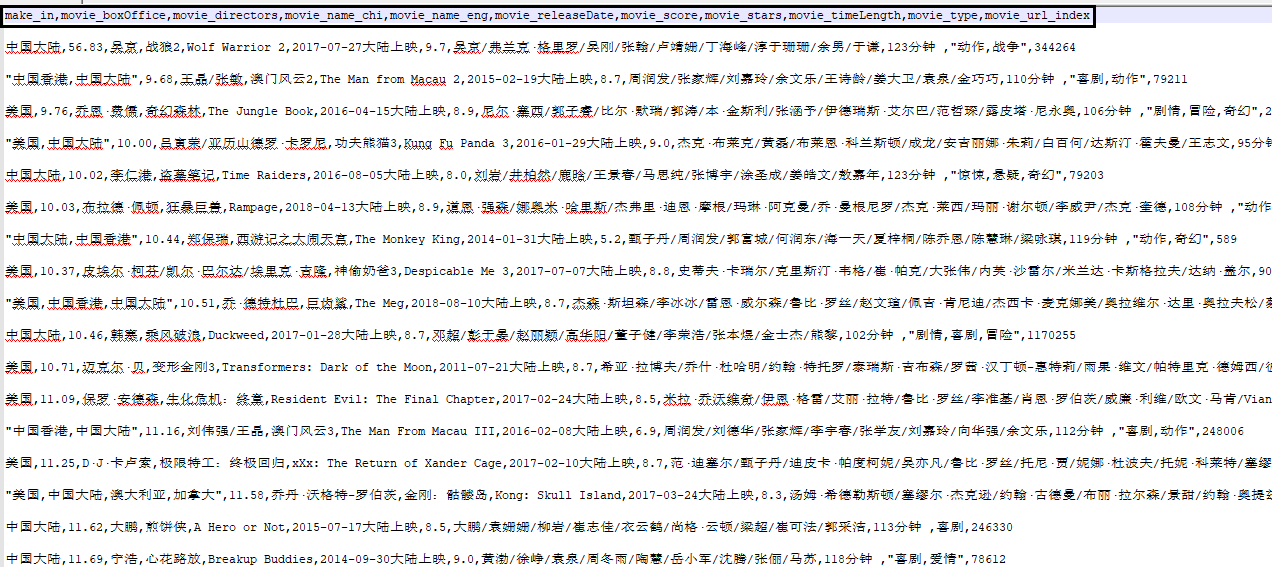 make_in,movie_boxOffice,movie_directors,movie_name_chi,movie_name_eng,movie_releaseDate,movie_score,movie_stars,movie_timeLength,movie_type,movie_url_index
中国大陆,56.83,吴京,战狼2,Wolf Warrior 2,2017-07-27大陆上映,9.7,吴京/弗兰克·格里罗/吴刚/张翰/卢靖姗/丁海峰/淳于珊珊/余男/于谦,123分钟 ,"动作,战争",344264
"中国香港,中国大陆",9.68,王晶/张敏,澳门风云2,The Man from Macau 2,2015-02-19大陆上映,8.7,周润发/张家辉/刘嘉玲/余文乐/王诗龄/姜大卫/袁泉/金巧巧,110分钟 ,"喜剧,动作",79211
美国,9.76,乔恩·费儒,奇幻森林,The Jungle Book,2016-04-15大陆上映,8.9,尼尔·塞西/郭子睿/比尔·默瑞/郭涛/本·金斯利/张涵予/伊德瑞斯·艾尔巴/范哲琛/露皮塔·尼永奥,106分钟 ,"剧情,冒险,奇幻",2
"美国,中国大陆",10.00,吕寅荣/亚历山德罗·卡罗尼,功夫熊猫3,Kung Fu Panda 3,2016-01-29大陆上映,9.0,杰克·布莱克/黄磊/布莱恩·科兰斯顿/成龙/安吉丽娜·朱莉/白百何/达斯汀·霍夫曼/王志文,95分钟
中国大陆,10.02,李仁港,盗墓笔记,Time Raiders,2016-08-05大陆上映,8.0,刘岩/井柏然/鹿晗/王景春/马思纯/张博宇/涂圣成/姜皓文/敖嘉年,123分钟 ,"惊悚,悬疑,奇幻",79203
美国,10.03,布拉德·佩顿,狂暴巨兽,Rampage,2018-04-13大陆上映,8.9,道恩·强森/娜奥米·哈里斯/杰弗里·迪恩·摩根/玛琳·阿克曼/乔·曼根尼罗/杰克·莱西/玛丽·谢尔顿/李威尹/杰克·奎德,108分钟 ,"动作
"中国大陆,中国香港",10.44,郑保瑞,西游记之大闹天宫,The Monkey King,2014-01-31大陆上映,5.2,甄子丹/周润发/郭富城/何润东/海一天/夏梓桐/陈乔恩/陈慧琳/梁咏琪,119分钟 ,"动作,奇幻",589
美国,10.37,皮埃尔·柯芬/凯尔·巴尔达/埃里克·吉隆,神偷奶爸3,Despicable Me 3,2017-07-07大陆上映,8.8,史蒂夫·卡瑞尔/克里斯汀·韦格/崔·帕克/大张伟/内芙·沙雷尔/米兰达·卡斯格拉夫/达纳·盖尔,90
"美国,中国香港,中国大陆",10.51,乔·德特杜巴,巨齿鲨,The Meg,2018-08-10大陆上映,8.7,杰森·斯坦森/李冰冰/雷恩·威尔森/鲁比·罗丝/赵文瑄/佩吉·肯尼迪/杰西卡·麦克娜美/奥拉维尔·达里·奥拉夫松/
中国大陆,10.46,韩寒,乘风破浪,Duckweed,2017-01-28大陆上映,8.7,邓超/彭于晏/赵丽颖/高华阳/董子健/李荣浩/张本煜/金士杰/熊黎,102分钟 ,"剧情,喜剧,冒险",1170255
美国,10.71,迈克尔·贝,变形金刚3,Transformers: Dark of the Moon,2011-07-21大陆上映,8.7,希亚·拉博夫/乔什·杜哈明/约翰·特托罗/泰瑞斯·吉布森/罗茜·汉丁顿-惠特莉/雨果·维文/帕特里克·德姆西/
美国,11.09,保罗·安德森,生化危机：终章,Resident Evil: The Final Chapter,2017-02-24大陆上映,8.5,米拉·乔沃维奇/伊恩·格雷/艾丽·拉特/鲁比·罗丝/李准基/肖恩·罗伯茨/威廉·利维/欧文·马肯/Vian
"中国香港,中国大陆",11.16,刘伟强/王晶,澳门风云3,The Man From Macau III,2016-02-08大陆上映,6.9,周润发/刘德华/张家辉/李宇春/张学友/刘嘉玲/向华强/余文乐,112分钟 ,"喜剧,动作",248006
美国,11.25,D·J·卡卢索,极限特工：终极回归,xXx: The Return of Xander Cage,2017-02-10大陆上映,8.7,范·迪塞尔/甄子丹/迪皮卡·帕度柯妮/吴亦凡/鲁比·罗丝/托尼·贾/妮娜·杜波夫/托妮·科莱特/塞缪
"美国,中国大陆,澳大利亚,加拿大",11.58,乔丹·沃格特-罗伯茨,金刚：骷髅岛,Kong: Skull Island,2017-03-24大陆上映,8.3,汤姆·希德勒斯顿/塞缪尔·杰克逊/约翰·古德曼/布丽·拉尔森/景甜/约翰·奥提兹
中国大陆,11.62,大鹏,煎饼侠,A Hero or Not,2015-07-17大陆上映,8.5,大鹏/袁姗姗/柳岩/崔志佳/衣云鹤/尚格·云顿/梁超/崔可法/郭采洁,113分钟 ,喜剧,246330
中国大陆,11.69,宁浩,心花路放,Breakup Buddies,2014-09-30大陆上映,9.0,黄渤/徐峥/袁泉/周冬雨/陶慧/岳小军/沈腾/张俪/马苏,118分钟 ,"喜剧,爱情",78612